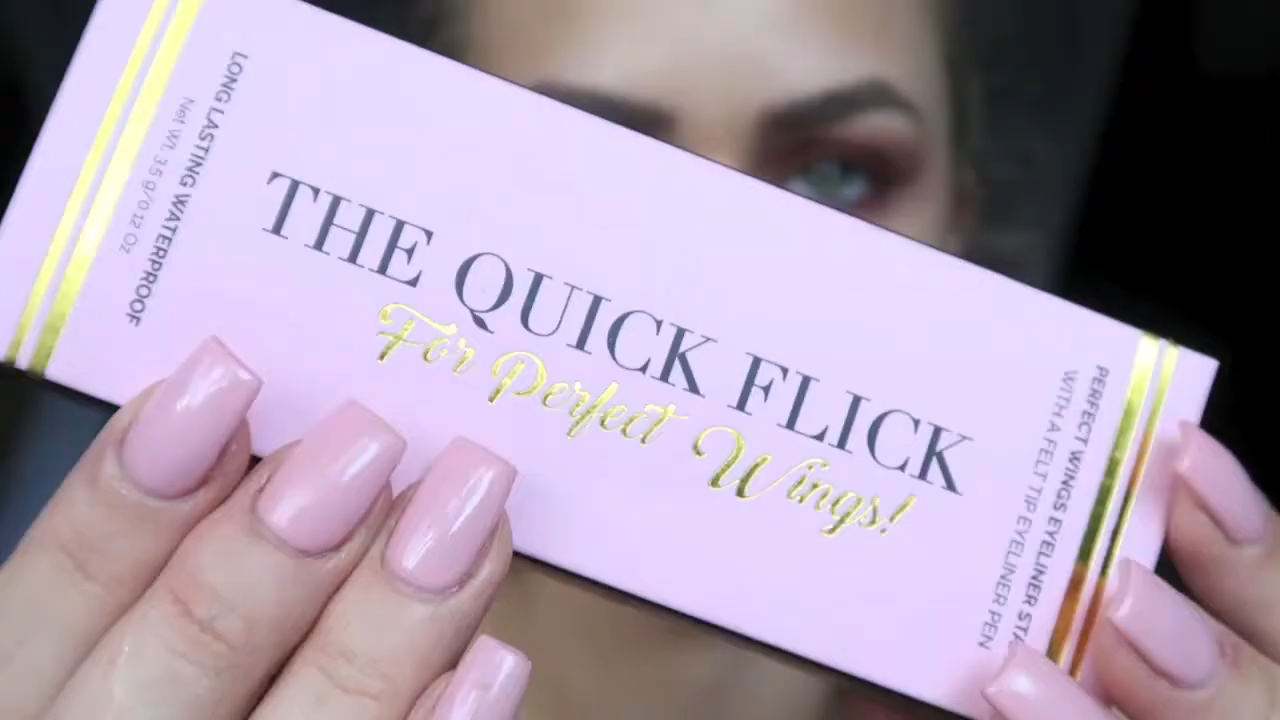 LONG LASTING WATERPROOF
Net Wt. 3.5 g/0.12 Oz
THE QUICK FLICK
For Perfect Wings!
PERFECT WINGS EYELINER
WITH A FELT TIP EYELINER PEN